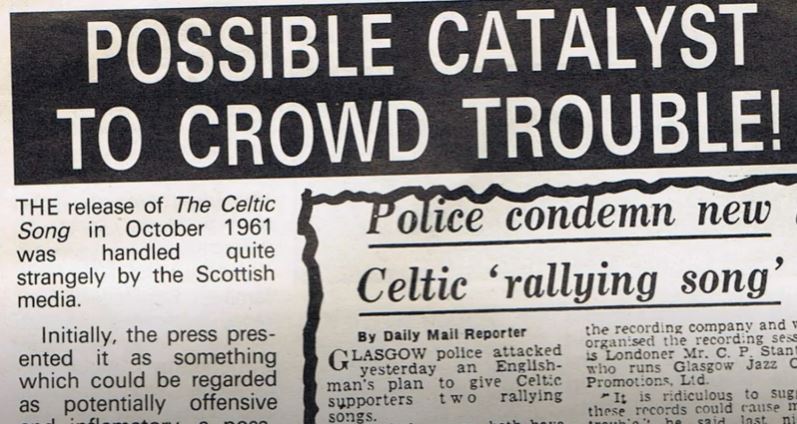 POSSIBLE CATALYST
TO CROWD TROUBLE!
THE release of The Celtic
Song in October 1961
was handled quite
strangely by the Scottish
media.
Initially, the press pres-
ented it as something
which could be regarded
as potentially offensive
Police condemn new
Celtic ‘rallying song’
By Daily Mail Reporter
GLASGOW police attacked
yesterday an English-
man's plan to give Celtic
supporters two rallying
songs.
the recording company and
organised the recording
is Londoner Mr. C. P.
who runs Glasgow Jazz
Promotions, Ltd.
"It is ridiculous to
these records could cause
he said last